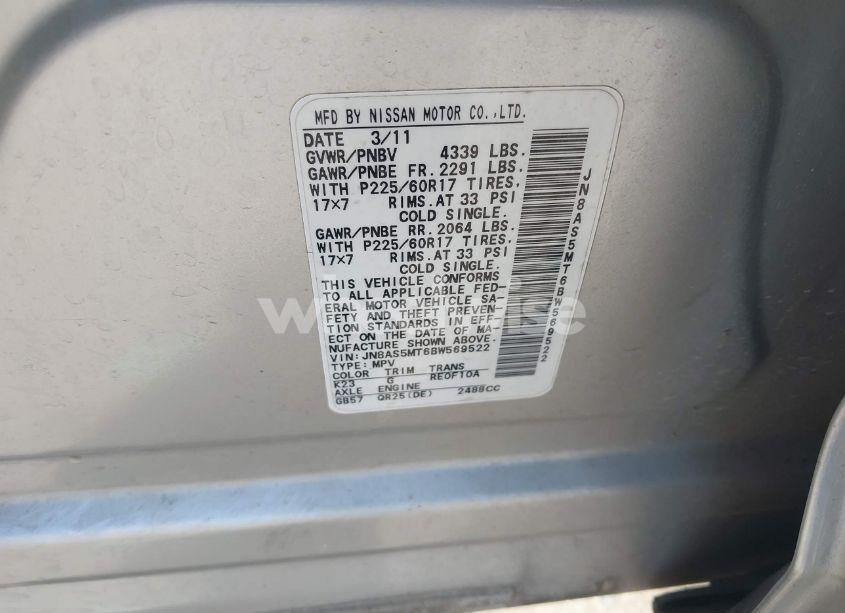 MFD BY NISSAN MOTOR CO.,LTD.
DATE 3/11
GVWR/PNBV 4339 LBS.
GAWR/PNBE FR. 2291 LBS.
WITH P225/60R17 TIRES.
17×7 RIMS. AT 33 PSI
COLD SINGLE.
GAWR/PNBE RR. 2064 LBS.
WITH P225/60R17 TIRES.
17×7 RIMS. AT 33 PSI
COLD SINGLE.
THIS VEHICLE CONFORMS
TO ALL APPLICABLE FED-
ERAL MOTOR VEHICLE SA-
FETY AND THEFT PREVEN-
TION STANDARDS IN EFF-
ECT ON THE DATE OF MA-
NUFACTURE SHOWN ABOVE.
VIN: JN8AS5MT6BW569522
TYPE: MPV
COLOR TRIM TRANS
K23 G RE0F10A
AXLE ENGINE
GB57 QR25(DE) 2488CC
JN8AS5MT6BW569522